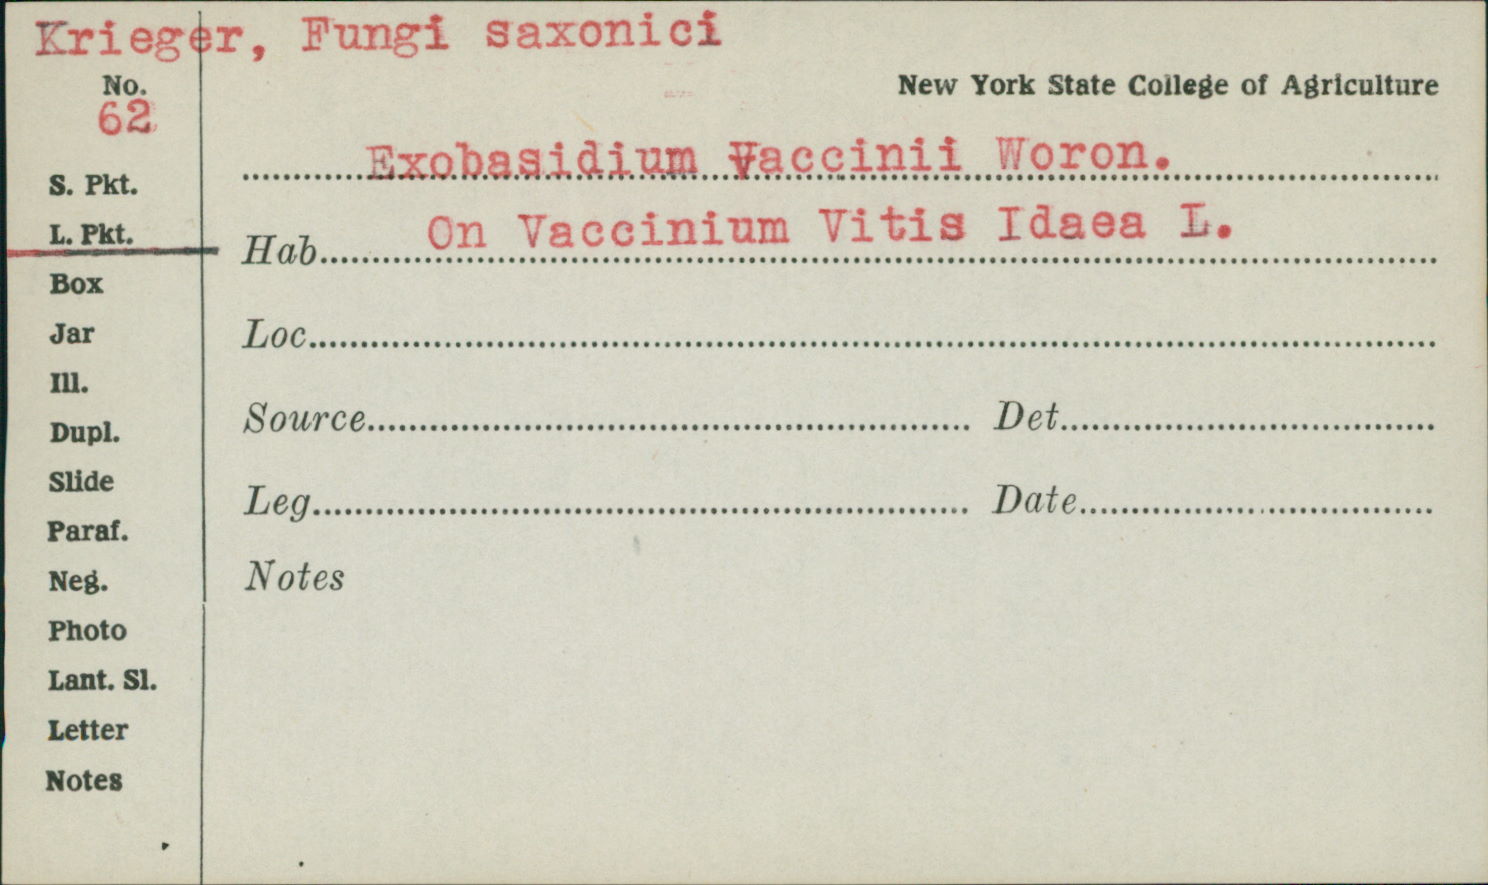 Krieger, Fungi saxonici
No.
62
New York State College of Agriculture
Exobasidium Vaccinii Woron.
Hab. On Vaccinium Vitis Idaea L.
Loc.
Source Det.
Leg. Date
Notes
S. Pkt.
L. Pkt.
Box
Jar
Ill.
Dupl.
Slide
Paraf.
Neg.
Photo
Lant. Sl.
Letter
Notes